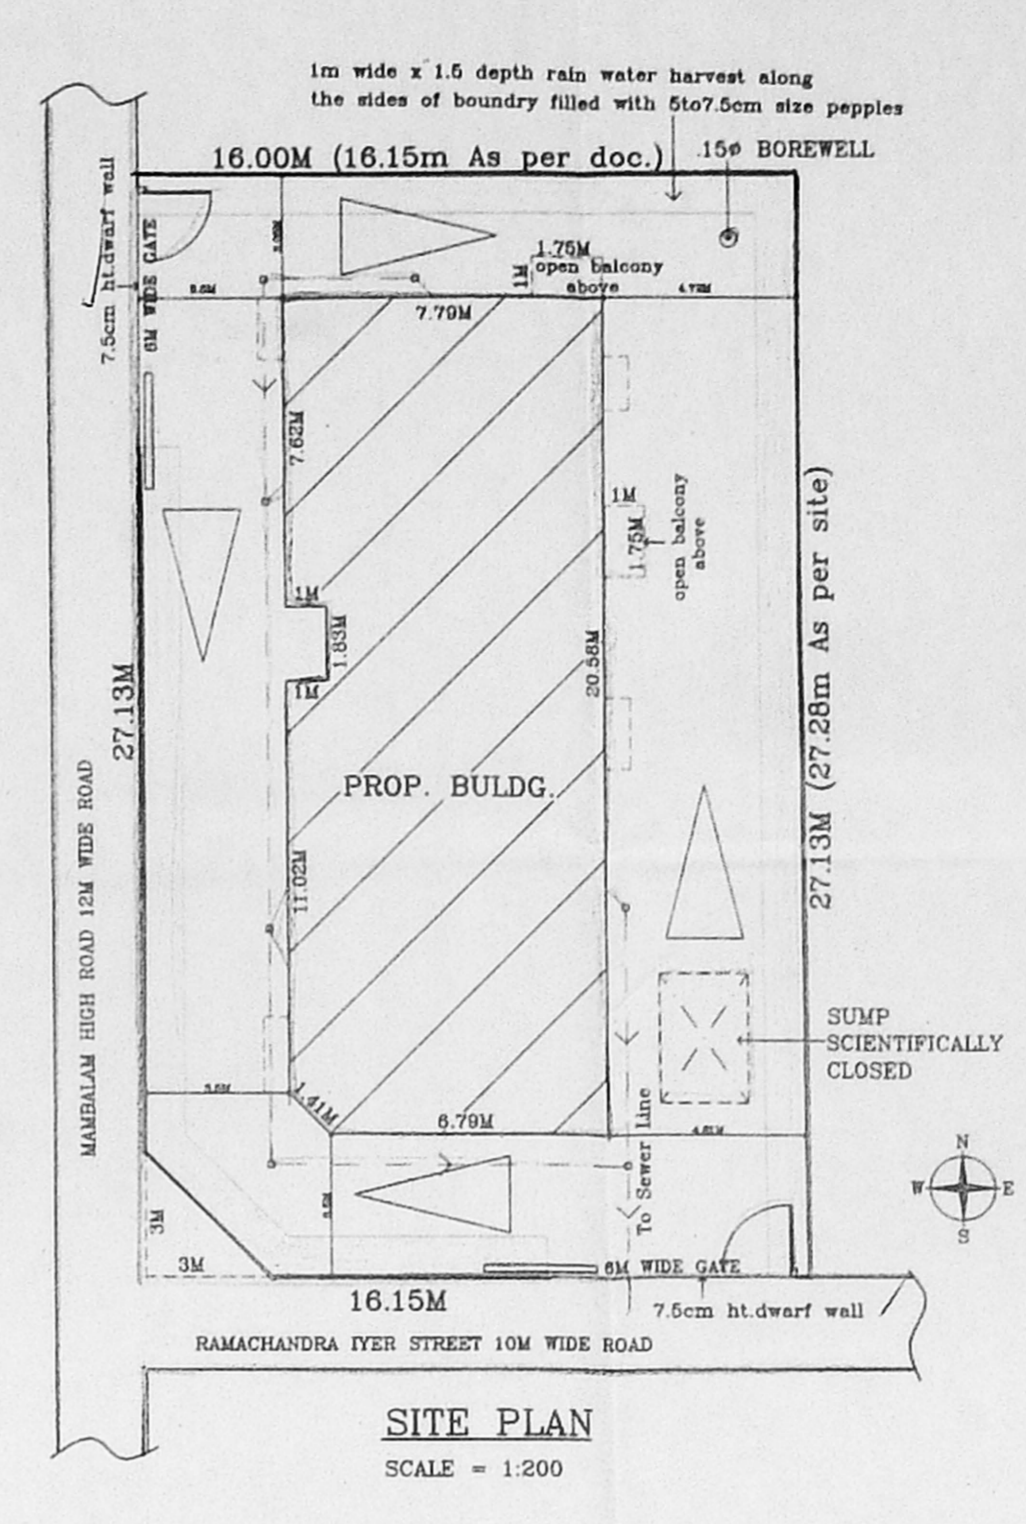 1m wide x 1.5 depth rain water harvest along
the sides of boundry filled with 5to7.5cm size pepples
16.00M (16.15m As per doc.)
.15ø BOREWELL
7.5cm ht.dwarf wall
6M WIDE GATE
1.75M
1M
open balcony
above
7.79M
7.62M
1M
1.75M
open balcony
above
1M
1.83M
1M
20.58M
27.13M
27.13M (27.28m As per site)
PROP. BULDG.
11.02M
MAMBALAM HIGH ROAD 12M WIDE ROAD
SUMP
SCIENTIFICALLY
CLOSED
1.41M
6.79M
To Sewer Line
N
W E
S
3M
3M
6M WIDE GATE
16.15M
7.5cm ht.dwarf wall
RAMACHANDRA IYER STREET 10M WIDE ROAD
SITE PLAN
SCALE = 1:200